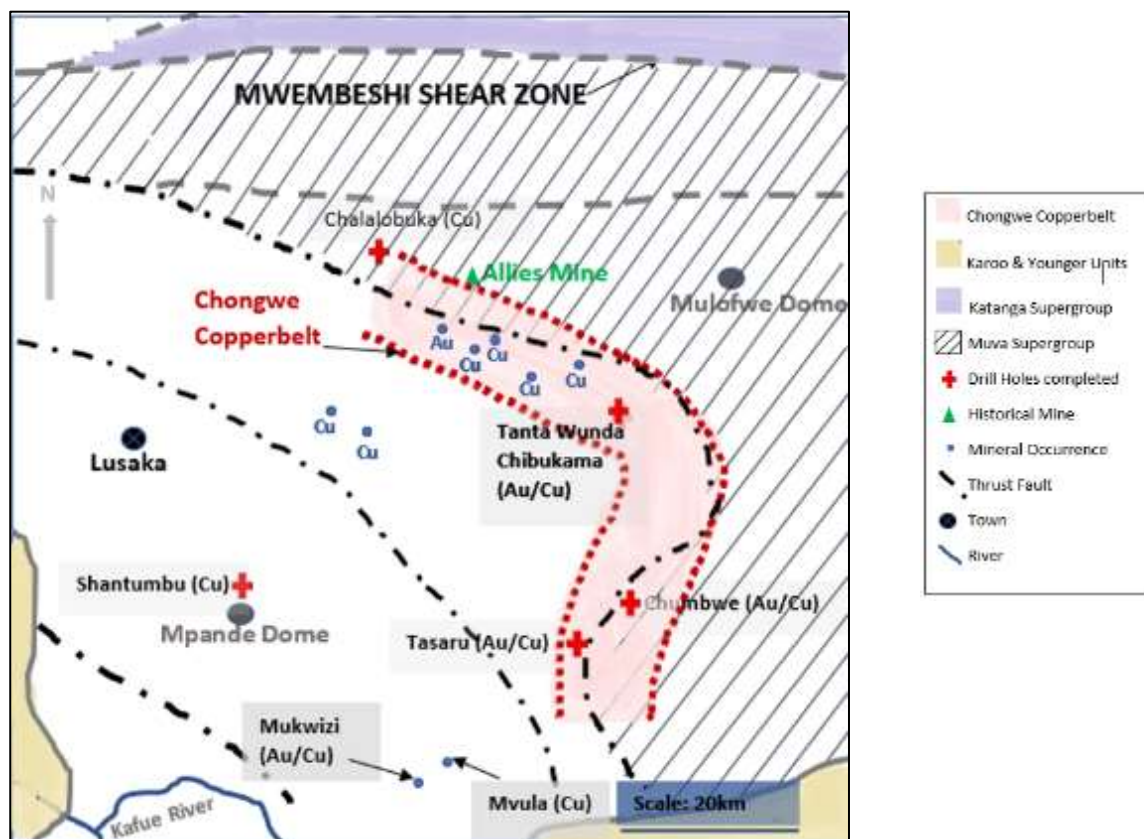 MWEMBESHI SHEAR ZONE
N
Chalalobuka (Cu)
Allies Mine
Mulofwe Domo
Chongwe
Copperbelt
Au
Cu
Cu
Cu
Cu
Cu
Cu
Lusaka
Tanta Wunda
Chibukama
(Au/Cu)
Shantumbu (Cu)
Mpande Dome
Chumbwe (Au/Cu)
Tasaru (Au/Cu)
Mukwizi
(Au/Cu)
Mvula (Cu)
Scale: 20km
Kafue River
Chongwe Copperbelt
Karoo & Younger Units
Katanga Supergroup
Muva Supergroup
Drill Holes completed
Historical Mine
Mineral Occurrence
Thrust Fault
Town
River